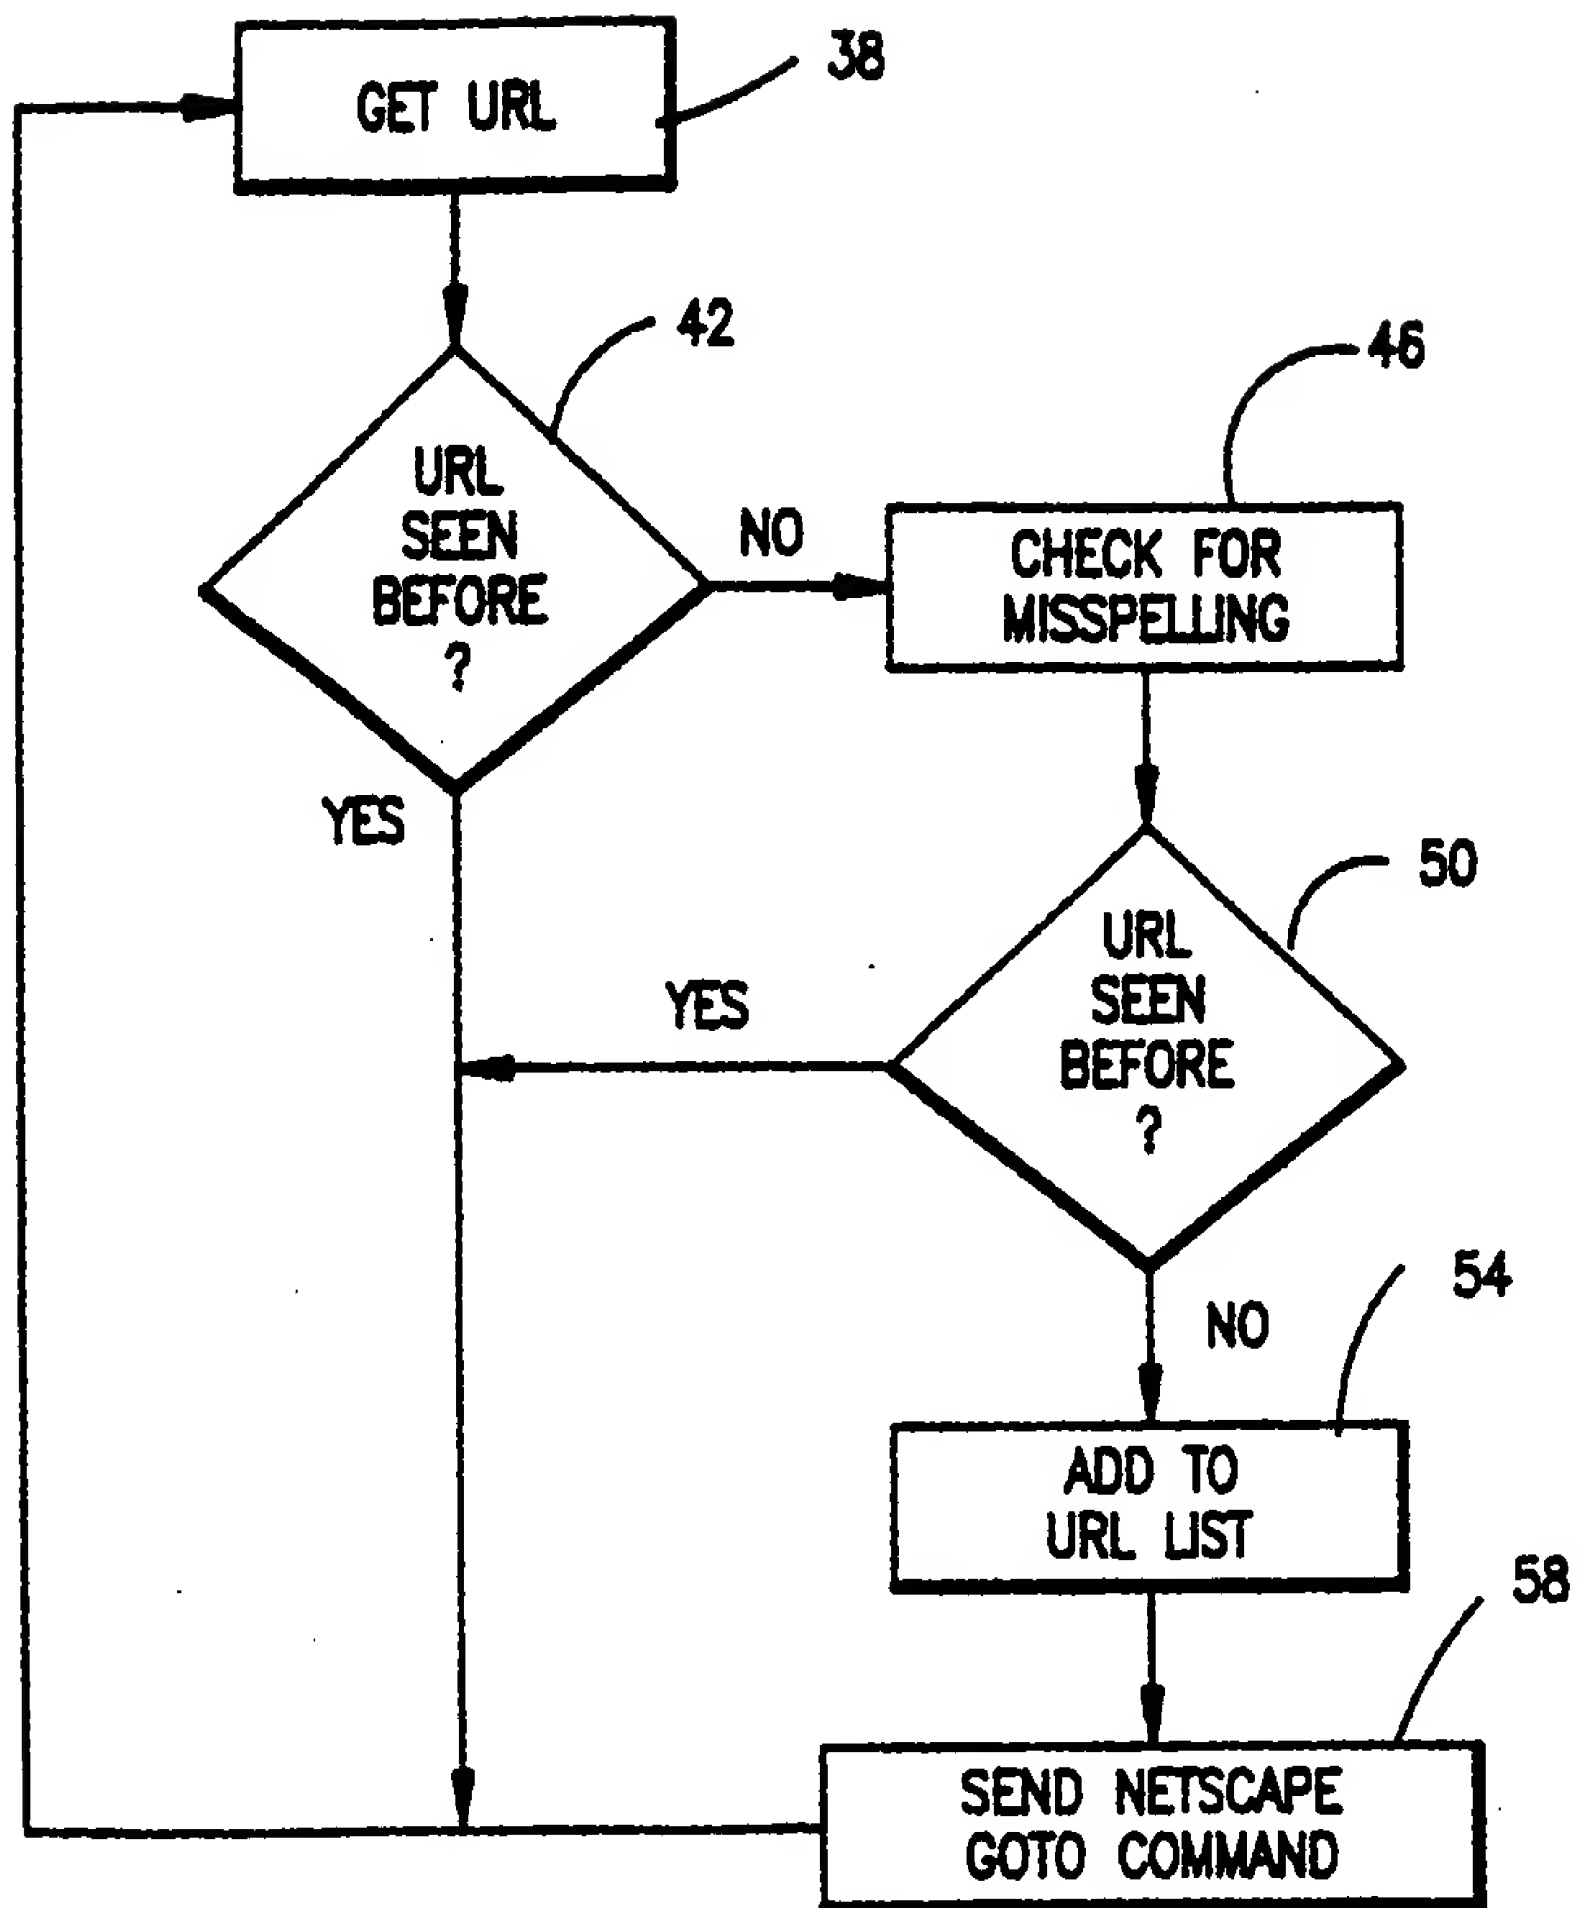 GET URL
38
42
URL
SEEN
BEFORE
?
NO
YES
46
CHECK FOR
MISSPELLING
50
URL
SEEN
BEFORE
?
YES
NO
54
ADD TO
URL LIST
58
SEND NETSCAPE
GOTO COMMAND